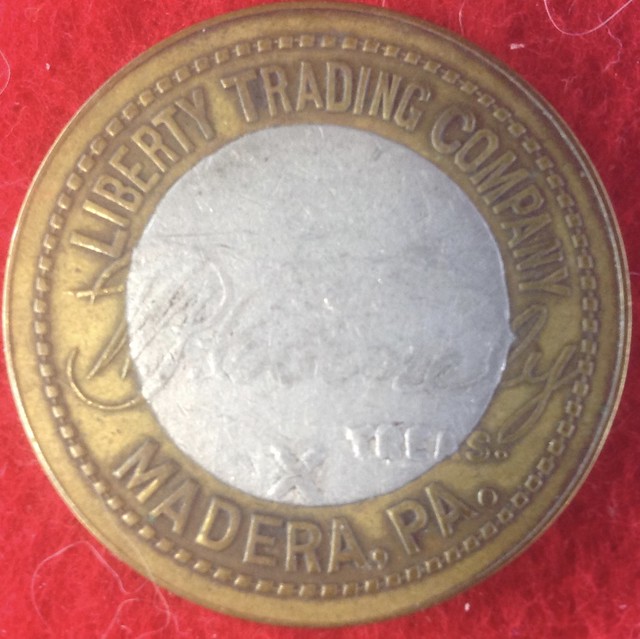 LIBERTY TRADING COMPANY
TREAS.
MADERA, PA.